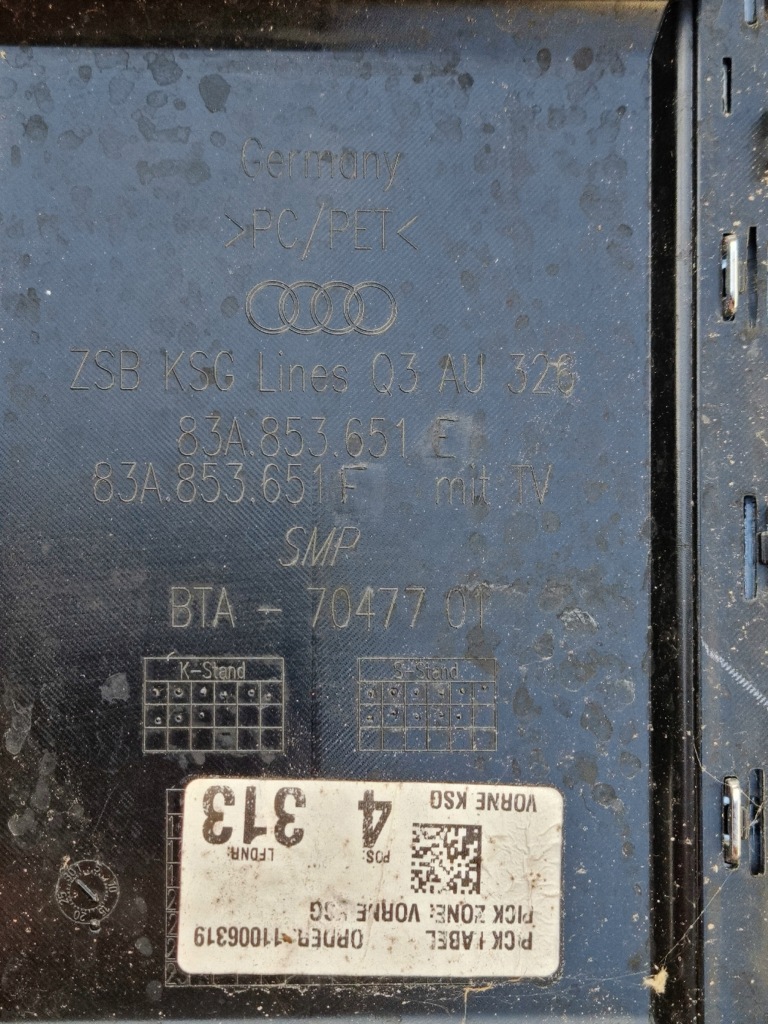 Germany
>PC/PET<
ZSB KSG Lines Q3 AU 326
83A.853.651 E
83A.853.651 F mit TV
SMP
BTA - 70477 01
K-Stand
S-Stand
PICK LABEL ORDER: 11006319
PICK ZONE: VORNE KSG
POS: 4 LFDNR: 313
VORNE KSG